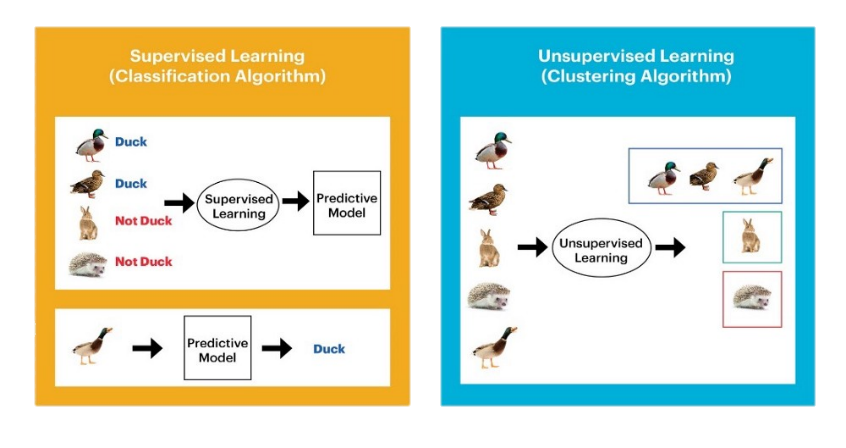 Supervised Learning
(Classification Algorithm)
Duck
Duck
Not Duck
Not Duck
Supervised
Learning
Predictive
Model
Predictive
Model
Duck
Unsupervised Learning
(Clustering Algorithm)
Unsupervised
Learning